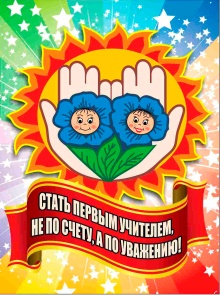 СТАТЬ ПЕРВЫМ УЧИТЕЛЕМ,
НЕ ПО СЧЕТУ, А ПО УВАЖЕНИЮ!